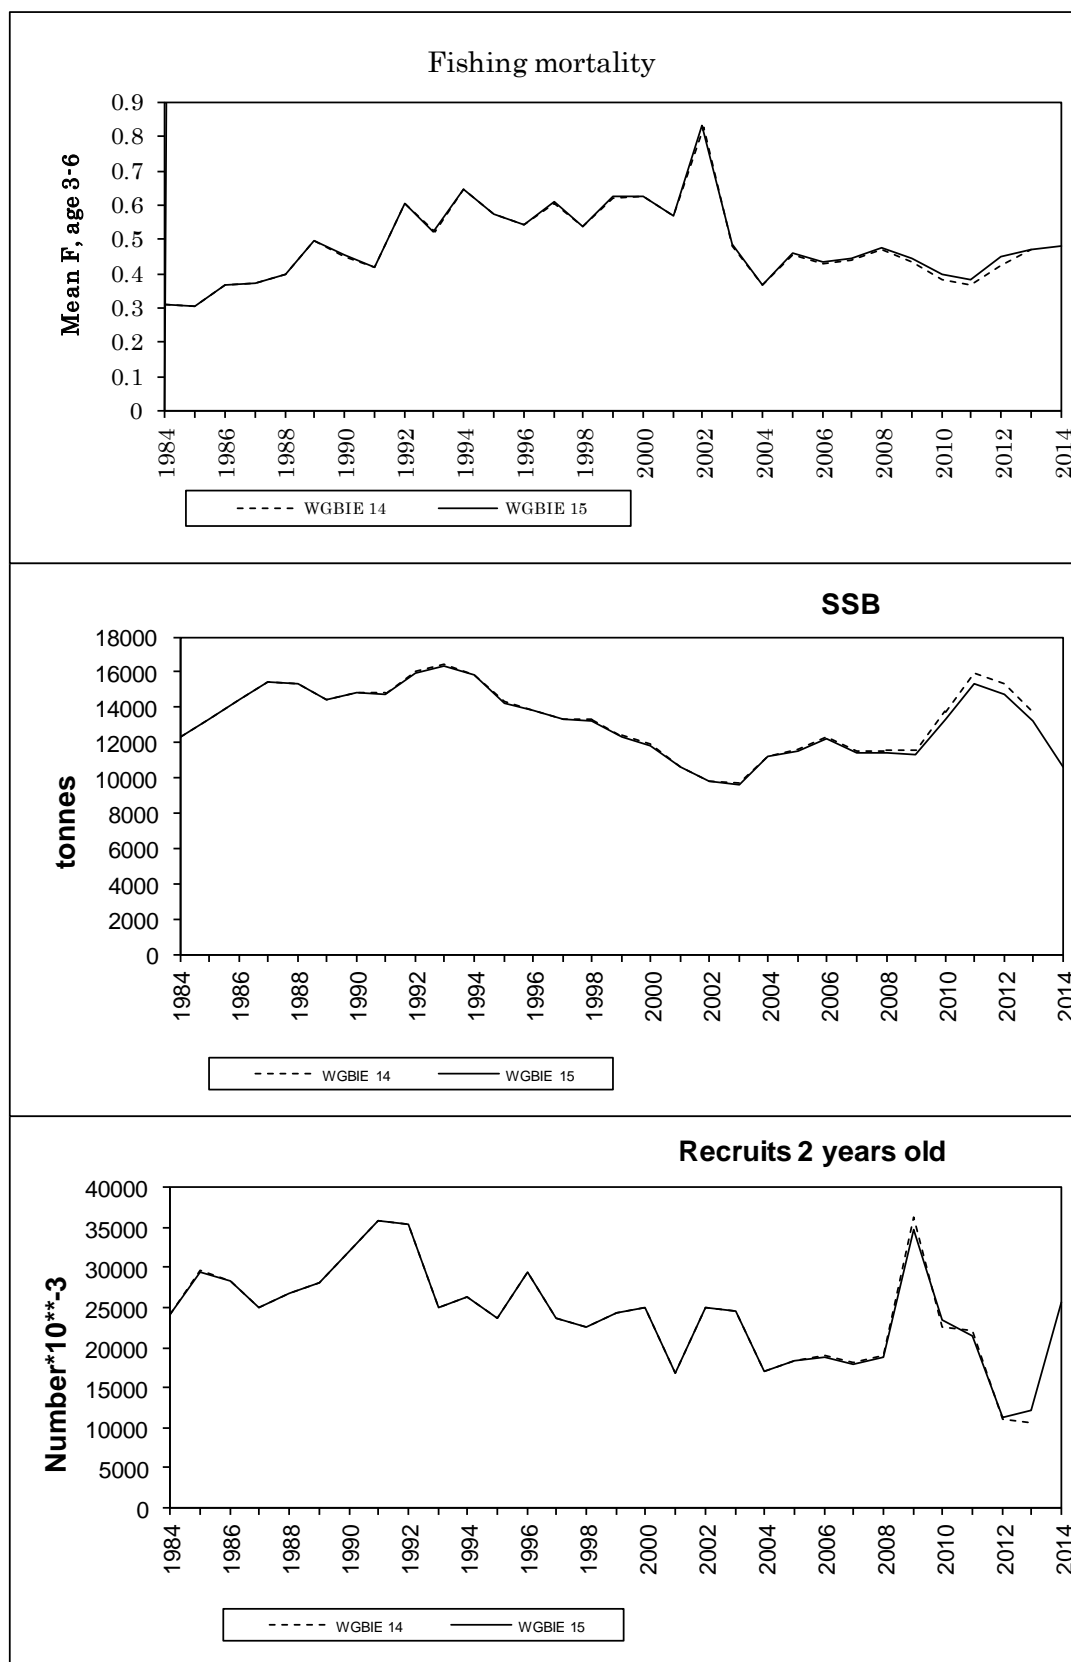 Fishing mortality
Mean F, age 3-6
0.9
0.8
0.7
0.6
0.5
0.4
0.3
0.2
0.1
0
1984 1986 1988 1990 1992 1994 1996 1998 2000 2002 2004 2006 2008 2010 2012 2014
WGBIE 14 WGBIE 15
SSB
tonnes
18000
16000
14000
12000
10000
8000
6000
4000
2000
0
1984 1986 1988 1990 1992 1994 1996 1998 2000 2002 2004 2006 2008 2010 2012 2014
WGBIE 14 WGBIE 15
Recruits 2 years old
Number*10**-3
40000
35000
30000
25000
20000
15000
10000
5000
0
1984 1986 1988 1990 1992 1994 1996 1998 2000 2002 2004 2006 2008 2010 2012 2014
WGBIE 14 WGBIE 15